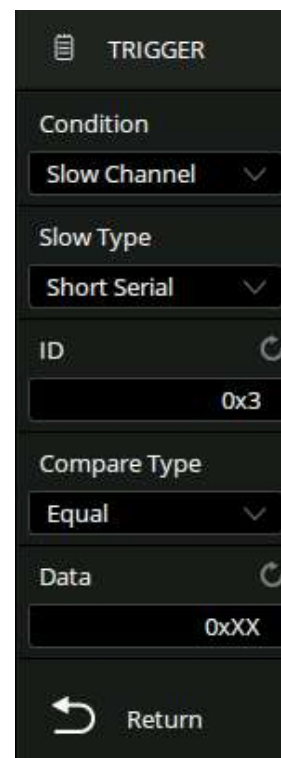 TRIGGER
Condition
Slow Channel
Slow Type
Short Serial
ID
0x3
Compare Type
Equal
Data
0xXX
Return